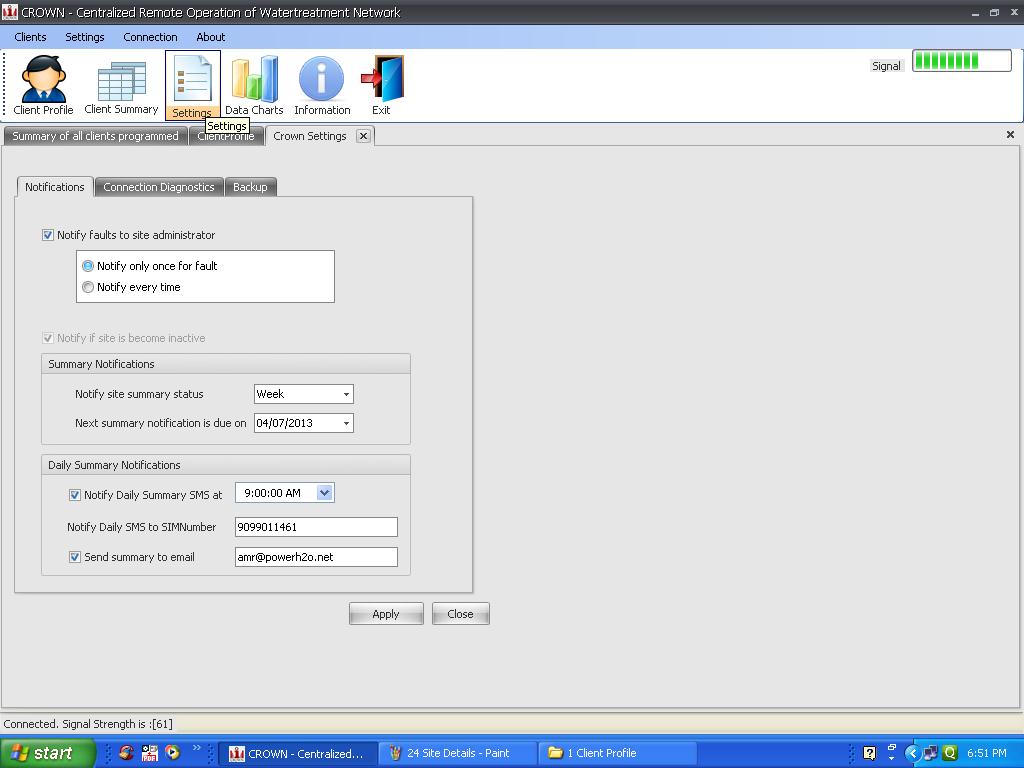 CROWN - Centralized Remote Operation of Watertreatment Network
Clients Settings Connection About
Client Profile Client Summary Settings Data Charts Information Exit
Signal
Settings
Summary of all clients programmed ClientProfile Crown Settings
Notifications Connection Diagnostics Backup
Notify faults to site administrator
Notify only once for fault
Notify every time
Notify if site is become inactive
Summary Notifications
Notify site summary status Week
Next summary notification is due on 04/07/2013
Daily Summary Notifications
Notify Daily Summary SMS at 9:00:00 AM
Notify Daily SMS to SIMNumber 9099011461
Send summary to email amr@powerh2o.net
Apply Close
Connected. Signal Strength is :[61]
start CROWN - Centralized... 24 Site Details - Paint 1 Client Profile 6:51 PM